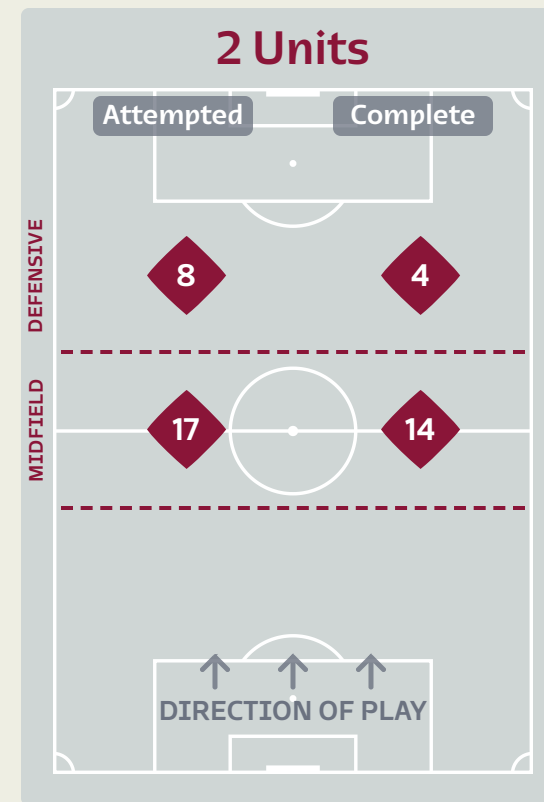 2 Units
Attempted
Complete
DEFENSIVE
8
4
MIDFIELD
17
14
DIRECTION OF PLAY